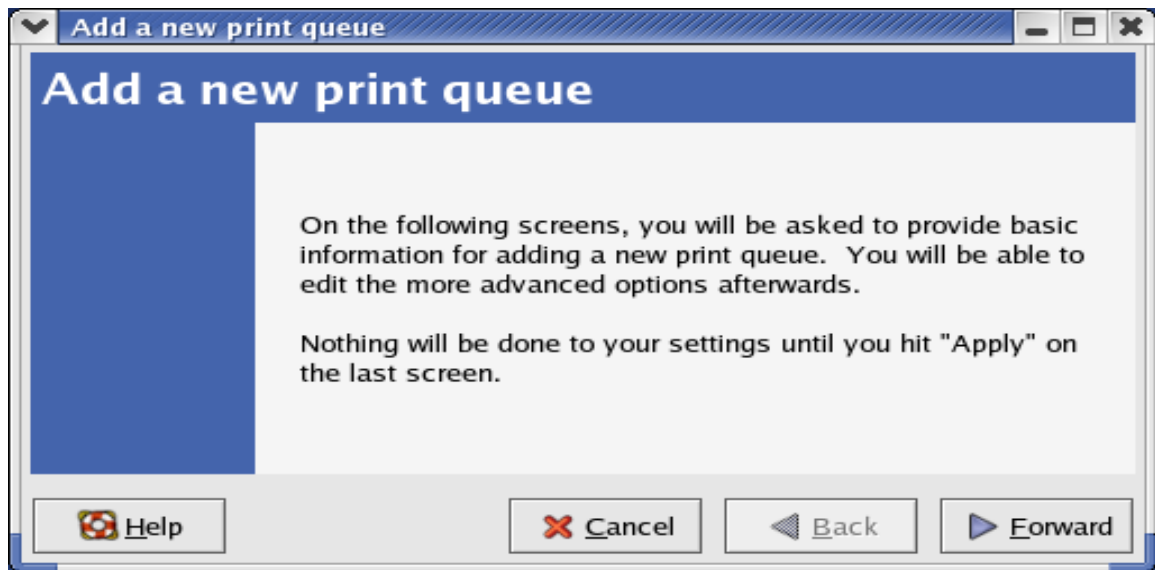 Add a new print queue
Add a new print queue
On the following screens, you will be asked to provide basic
information for adding a new print queue.  You will be able to
edit the more advanced options afterwards.
Nothing will be done to your settings until you hit "Apply" on
the last screen.
Help
Cancel
Back
Forward